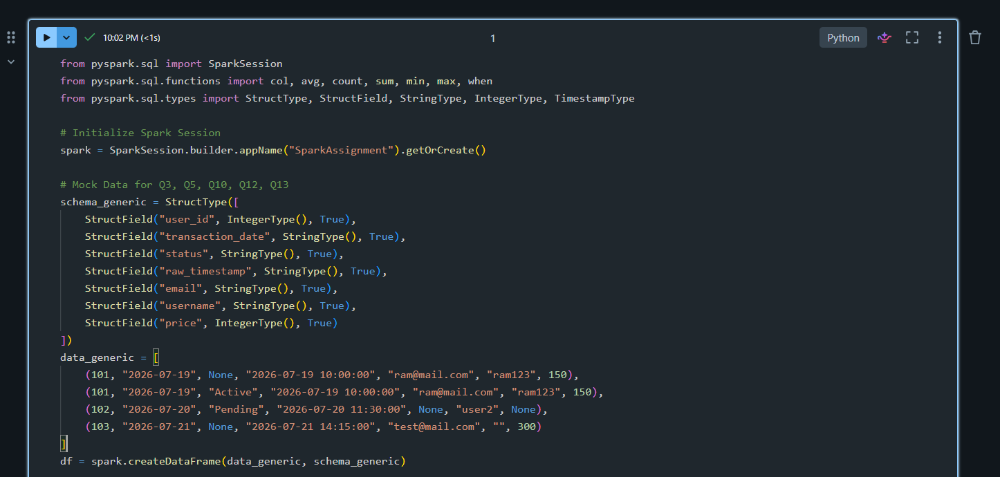 10:02 PM (<1s)
1
Python
from pyspark.sql import SparkSession
from pyspark.sql.functions import col, avg, count, sum, min, max, when
from pyspark.sql.types import StructType, StructField, StringType, IntegerType, TimestampType

# Initialize Spark Session
spark = SparkSession.builder.appName("SparkAssignment").getOrCreate()

# Mock Data for Q3, Q5, Q10, Q12, Q13
schema_generic = StructType([
    StructField("user_id", IntegerType(), True),
    StructField("transaction_date", StringType(), True),
    StructField("status", StringType(), True),
    StructField("raw_timestamp", StringType(), True),
    StructField("email", StringType(), True),
    StructField("username", StringType(), True),
    StructField("price", IntegerType(), True)
])
data_generic = [
    (101, "2026-07-19", None, "2026-07-19 10:00:00", "ram@mail.com", "ram123", 150),
    (101, "2026-07-19", "Active", "2026-07-19 10:00:00", "ram@mail.com", "ram123", 150),
    (102, "2026-07-20", "Pending", "2026-07-20 11:30:00", None, "user2", None),
    (103, "2026-07-21", None, "2026-07-21 14:15:00", "test@mail.com", "", 300)
]
df = spark.createDataFrame(data_generic, schema_generic)